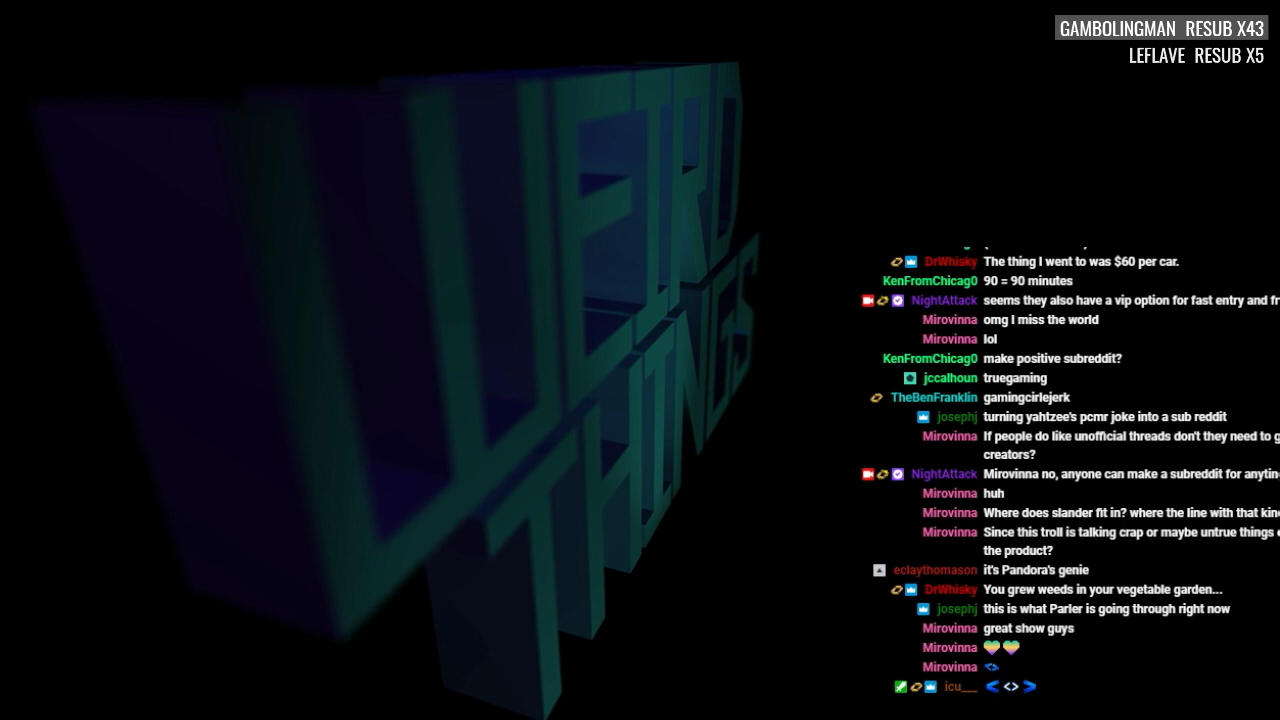 GAMBOLINGMAN RESUB X43
LEFLAVE RESUB X5
WEIRD
THINGS
DrWhisky The thing I went to was $60 per car.
KenFromChicag0 90 = 90 minutes
NightAttack seems they also have a vip option for fast entry and
Mirovinna omg I miss the world
Mirovinna lol
KenFromChicag0 make positive subreddit?
jccalhoun truegaming
TheBenFranklin gamingcirlejerk
josephj turning yahtzee's pcmr joke into a sub reddit
Mirovinna If people do like unofficial threads don't they need to
creators?
NightAttack Mirovinna no, anyone can make a subreddit for
Mirovinna huh
Mirovinna Where does slander fit in? where the line with that
Mirovinna Since this troll is talking crap or maybe untrue things
the product?
eclaythomason it's Pandora's genie
DrWhisky You grew weeds in your vegetable garden...
josephj this is what Parler is going through right now
Mirovinna great show guys
Mirovinna
Mirovinna <>
icu___ < <> >